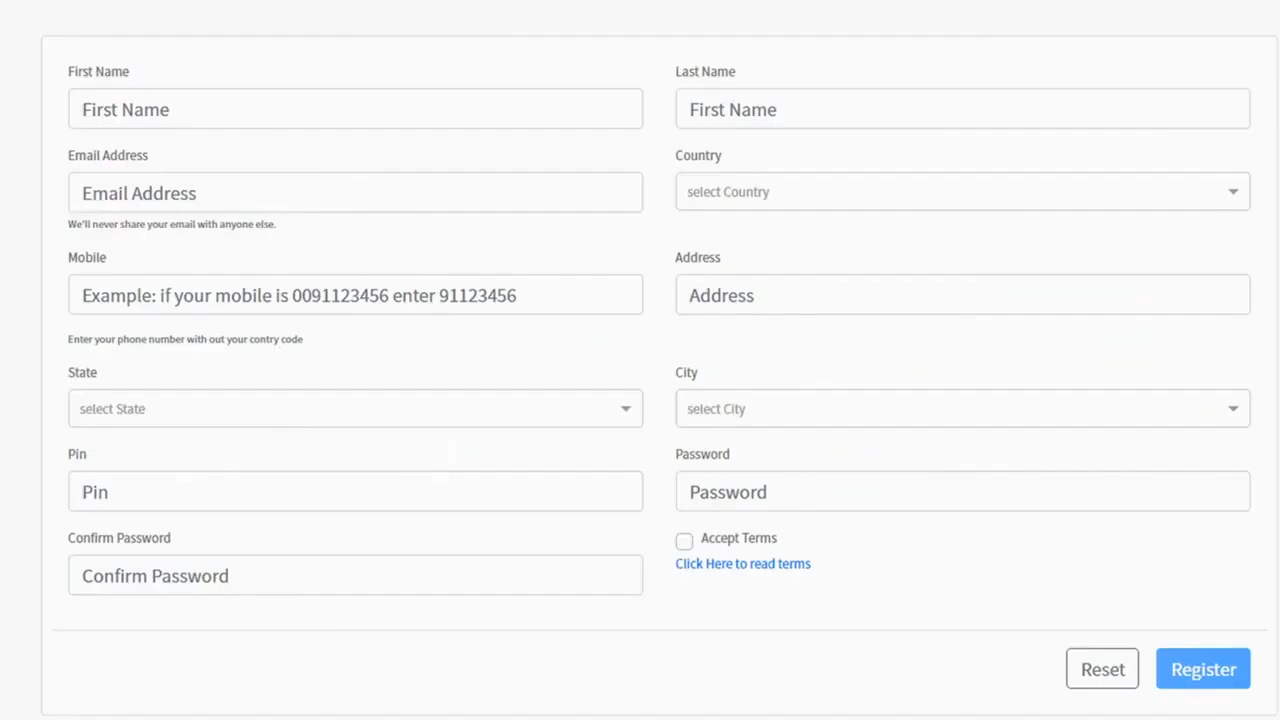 First Name
Last Name
First Name
First Name
Email Address
Country
Email Address
select Country
We'll never share your email with anyone else.
Mobile
Address
Example: if your mobile is 0091123456 enter 91123456
Address
Enter your phone number with out your contry code
State
City
select State
select City
Pin
Password
Pin
Password
Confirm Password
Accept Terms
Click Here to read terms
Confirm Password
Reset
Register